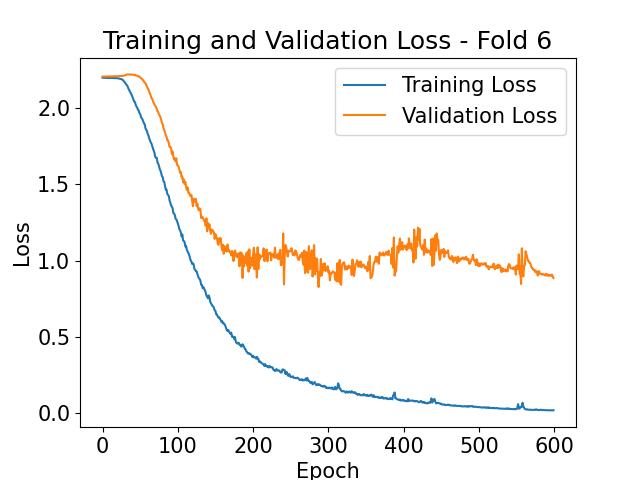 Training and Validation Loss - Fold 6
Training Loss
Validation Loss
Loss
2.0
1.5
1.0
0.5
0.0
0 100 200 300 400 500 600
Epoch